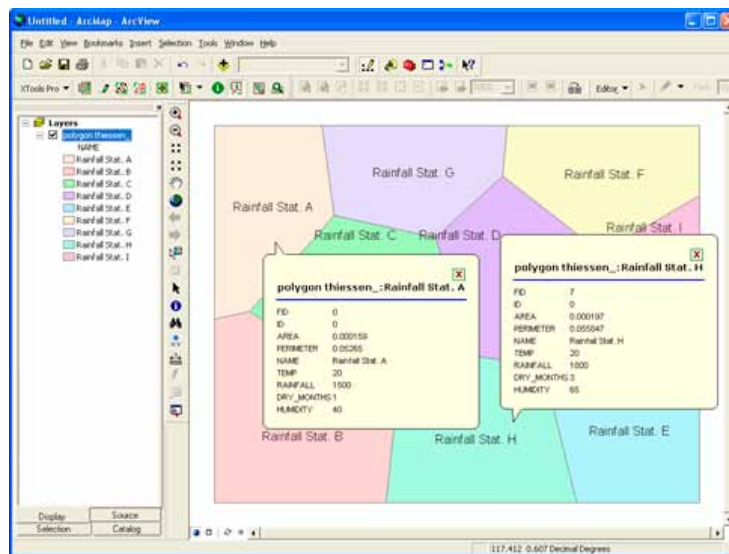 Untitled - ArcMap - ArcView
File Edit View Bookmarks Insert Selection Tools Window Help
XTools Pro
Editor
Layers
polygon thiessen_
NAME
Rainfall Stat. A
Rainfall Stat. B
Rainfall Stat. C
Rainfall Stat. D
Rainfall Stat. E
Rainfall Stat. F
Rainfall Stat. G
Rainfall Stat. H
Rainfall Stat. I
Display Source
Selection Catalog
Rainfall Stat. G
Rainfall Stat. F
Rainfall Stat. A
Rainfall Stat. C
Rainfall Stat. D
Rainfall Stat. I
polygon thiessen_:Rainfall Stat. A
FID 0
ID 0
AREA 0.000159
PERIMETER 0.05265
NAME Rainfall Stat. A
TEMP 20
RAINFALL 1500
DRY_MONTHS 1
HUMIDITY 40
polygon thiessen_:Rainfall Stat. H
FID 7
ID 0
AREA 0.000197
PERIMETER 0.055847
NAME Rainfall Stat. H
TEMP 20
RAINFALL 1000
DRY_MONTHS 3
HUMIDITY 65
Rainfall Stat. B
Rainfall Stat. H
Rainfall Stat. E
117.412 0.607 Decimal Degrees